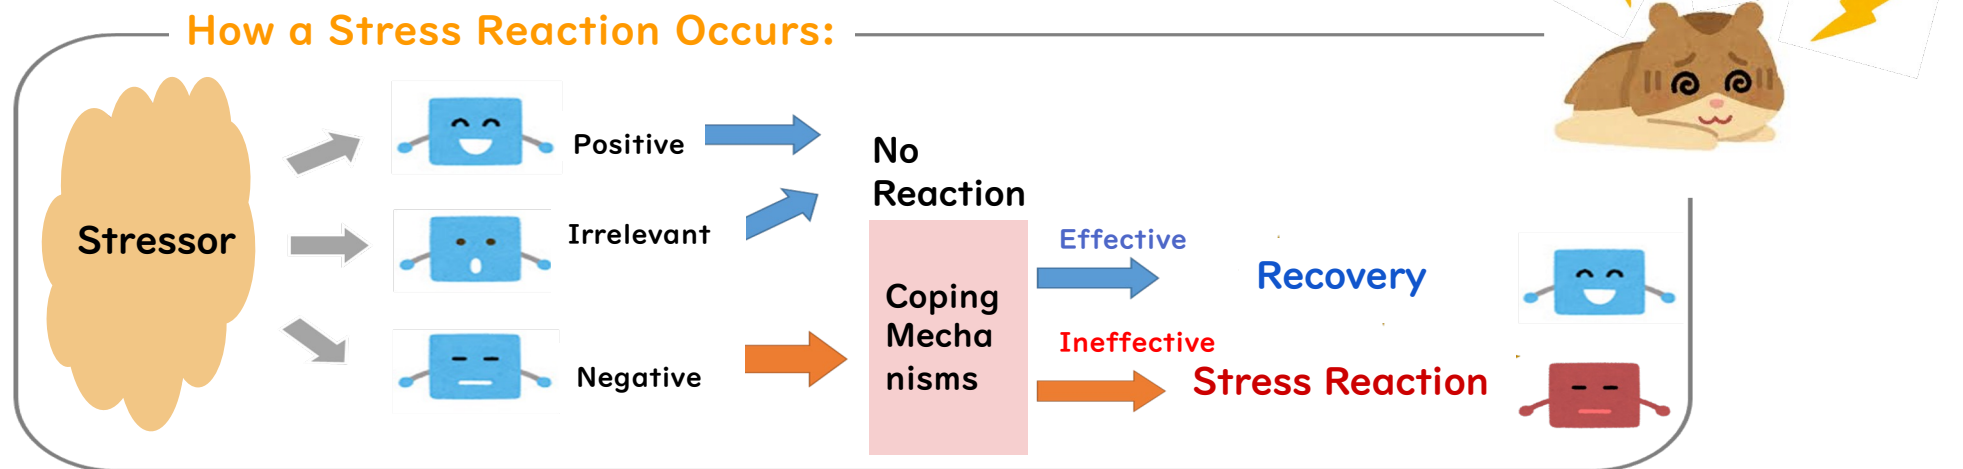 How a Stress Reaction Occurs:
Stressor
Positive
Irrelevant
Negative
No
Reaction
Coping
Mecha
nisms
Effective
Recovery
Ineffective
Stress Reaction